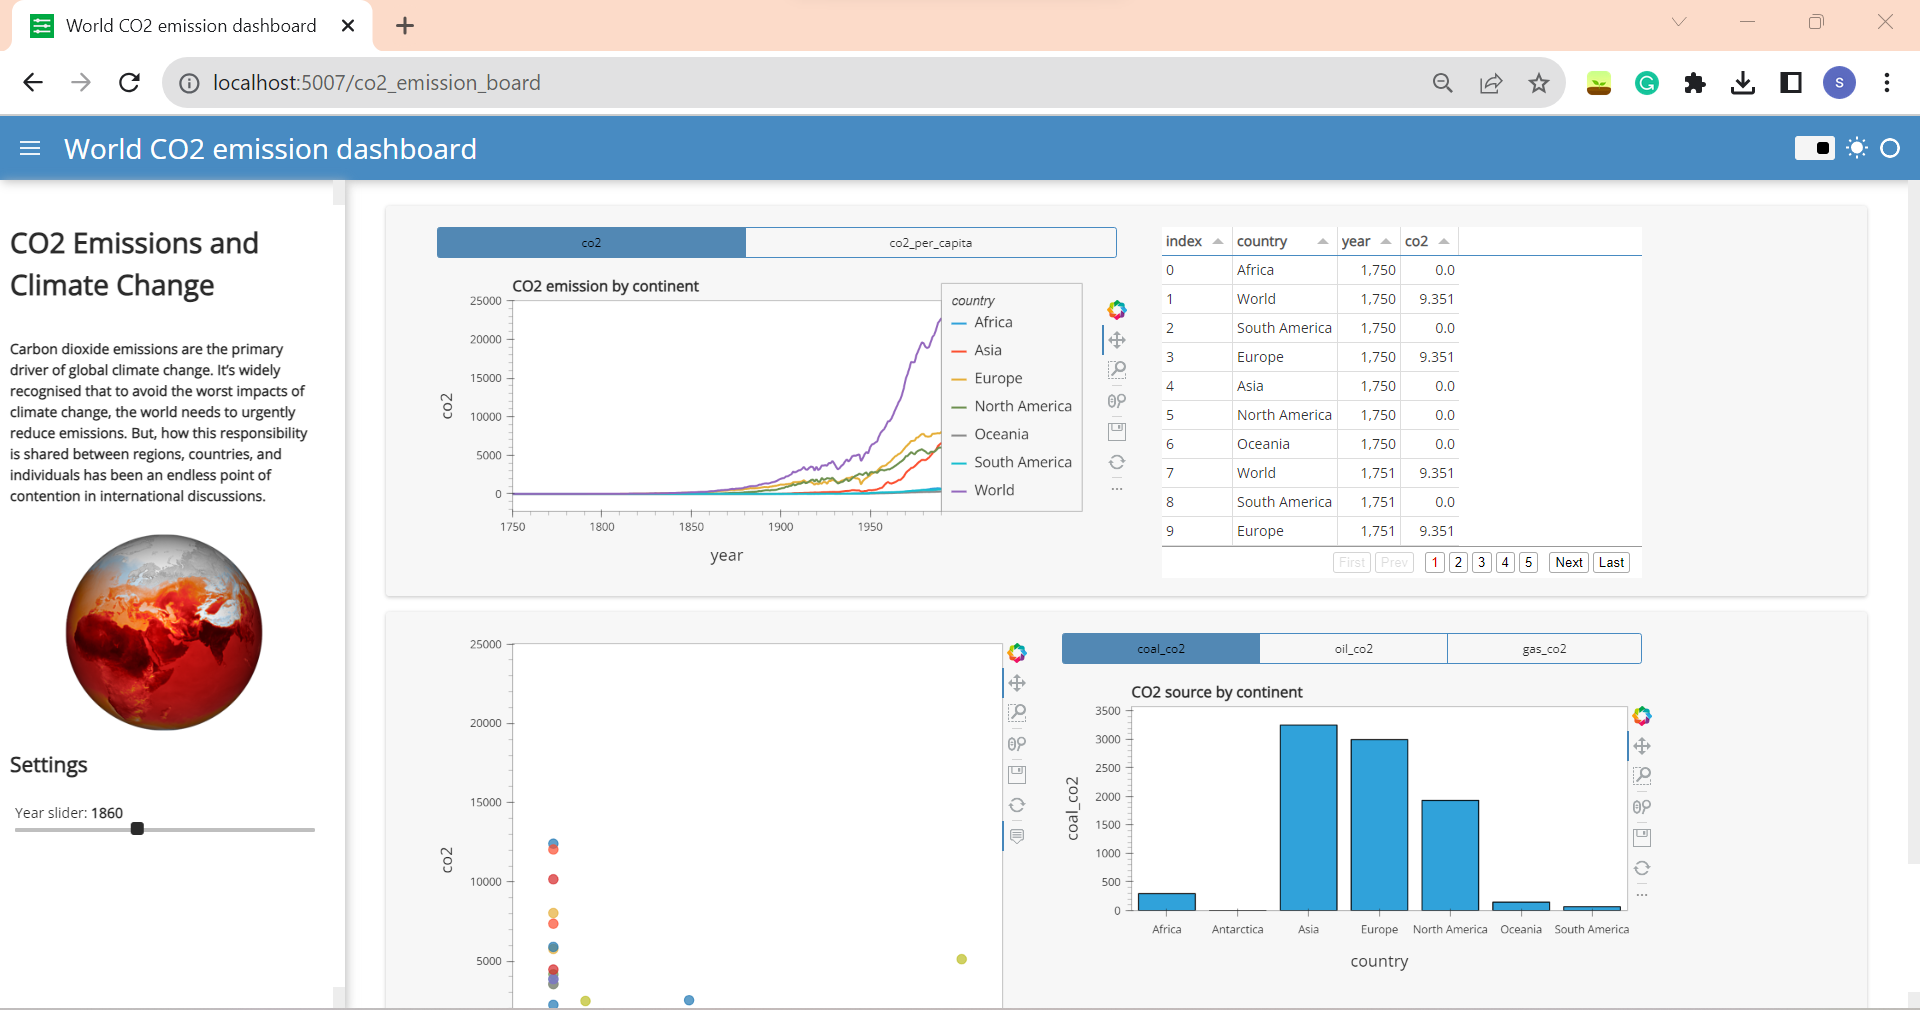 World CO2 emission dashboard
localhost:5007/co2_emission_board
S
World CO2 emission dashboard
CO2 Emissions and
Climate Change
Carbon dioxide emissions are the primary
driver of global climate change. It's widely
recognised that to avoid the worst impacts of
climate change, the world needs to urgently
reduce emissions. But, how this responsibility
is shared between regions, countries, and
individuals has been an endless point of
contention in international discussions.
Settings
Year slider: 1860
co2 co2_per_capita
CO2 emission by continent
25000
20000
15000
10000
5000
0
co2
1750 1800 1850 1900 1950
year
country
Africa
Asia
Europe
North America
Oceania
South America
World
index country year co2
0 Africa 1,750 0.0
1 World 1,750 9.351
2 South America 1,750 0.0
3 Europe 1,750 9.351
4 Asia 1,750 0.0
5 North America 1,750 0.0
6 Oceania 1,750 0.0
7 World 1,751 9.351
8 South America 1,751 0.0
9 Europe 1,751 9.351
First Prev 1 2 3 4 5 Next Last
25000
20000
15000
10000
5000
co2
coal_co2 oil_co2 gas_co2
CO2 source by continent
3500
3000
2500
2000
1500
1000
500
0
coal_co2
Africa Antarctica Asia Europe North America Oceania South America
country